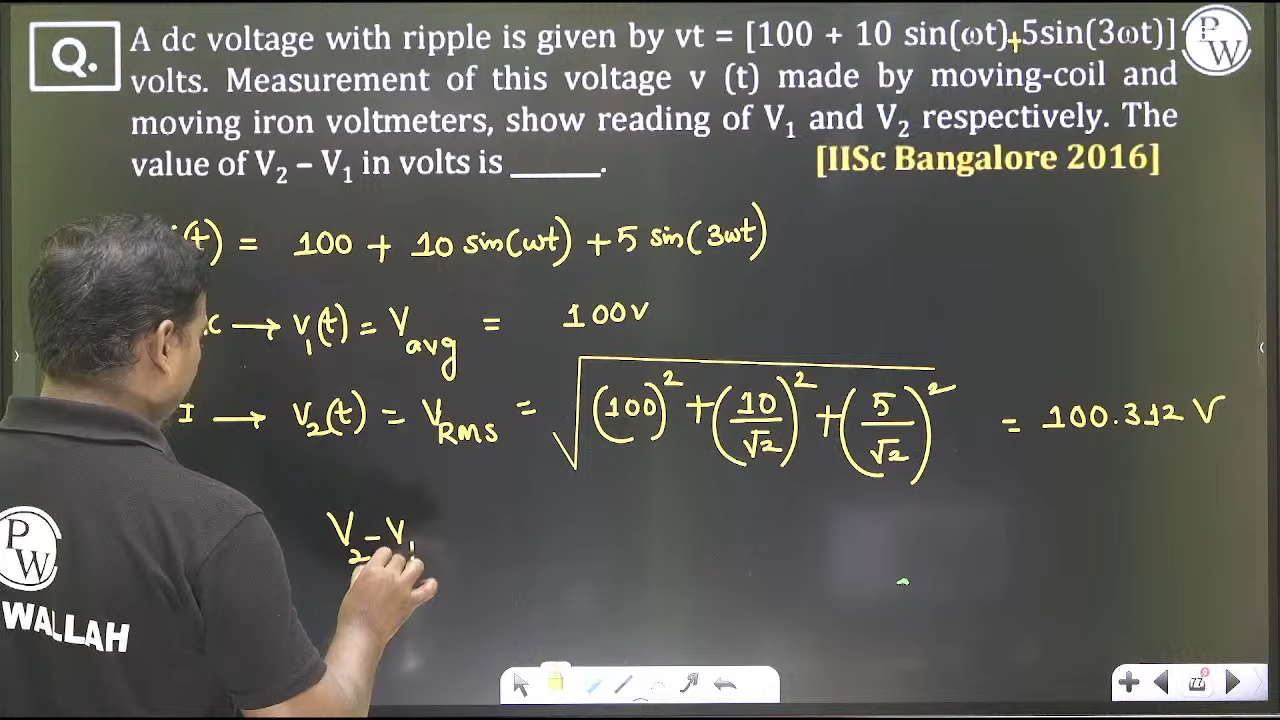 Q.
A dc voltage with ripple is given by vt = [100 + 10 sin(ωt)+5sin(3ωt)]
volts. Measurement of this voltage v (t) made by moving-coil and
moving iron voltmeters, show reading of V₁ and V₂ respectively. The
value of V₂ – V₁ in volts is ______. [IISc Bangalore 2016]
PW
(t) = 100 + 10 sin(ωt) + 5 sin(3ωt)
C → V₁(t) = Vavg = 100V
I → V₂(t) = VRMS = √((100)² + (10/√2)² + (5/√2)²) = 100.312 V
V₂ – V₁
PW
WALLAH